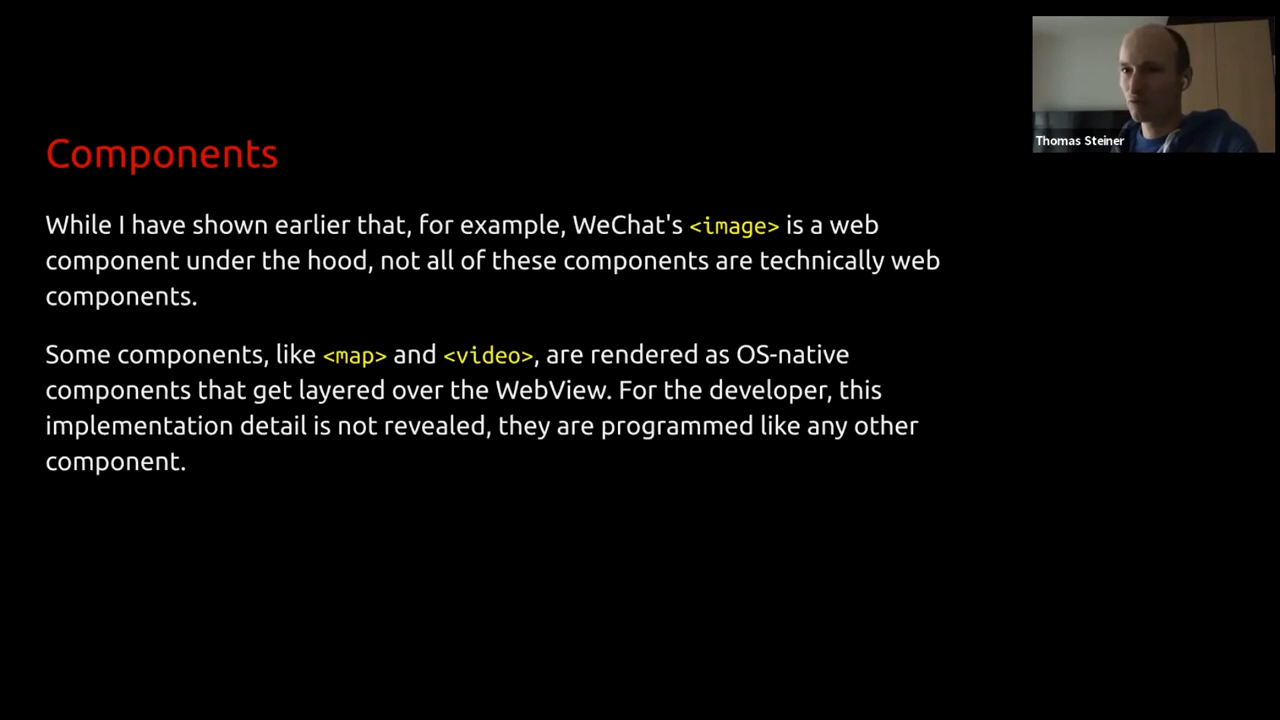 Components
While I have shown earlier that, for example, WeChat's <image> is a web
component under the hood, not all of these components are technically web
components.
Some components, like <map> and <video>, are rendered as OS-native
components that get layered over the WebView. For the developer, this
implementation detail is not revealed, they are programmed like any other
component.
Thomas Steiner